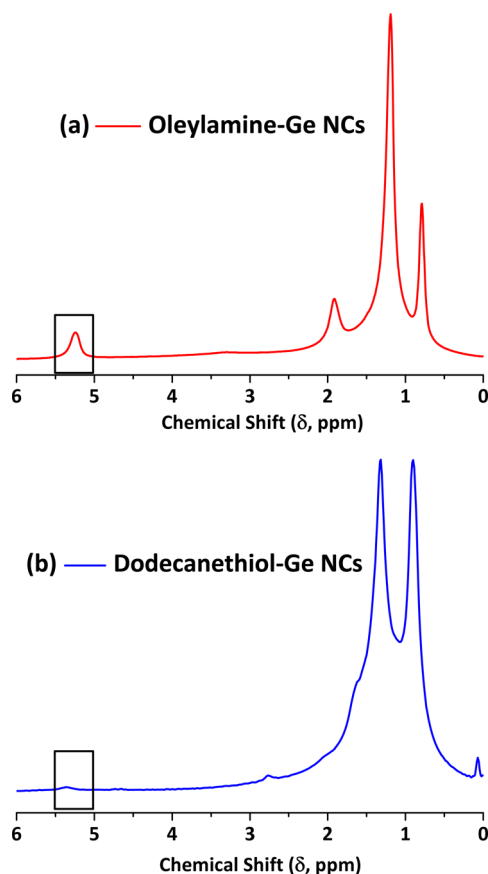 (a) Oleylamine-Ge NCs
6 5 4 3 2 1 0
Chemical Shift (δ, ppm)
(b) Dodecanethiol-Ge NCs
6 5 4 3 2 1 0
Chemical Shift (δ, ppm)